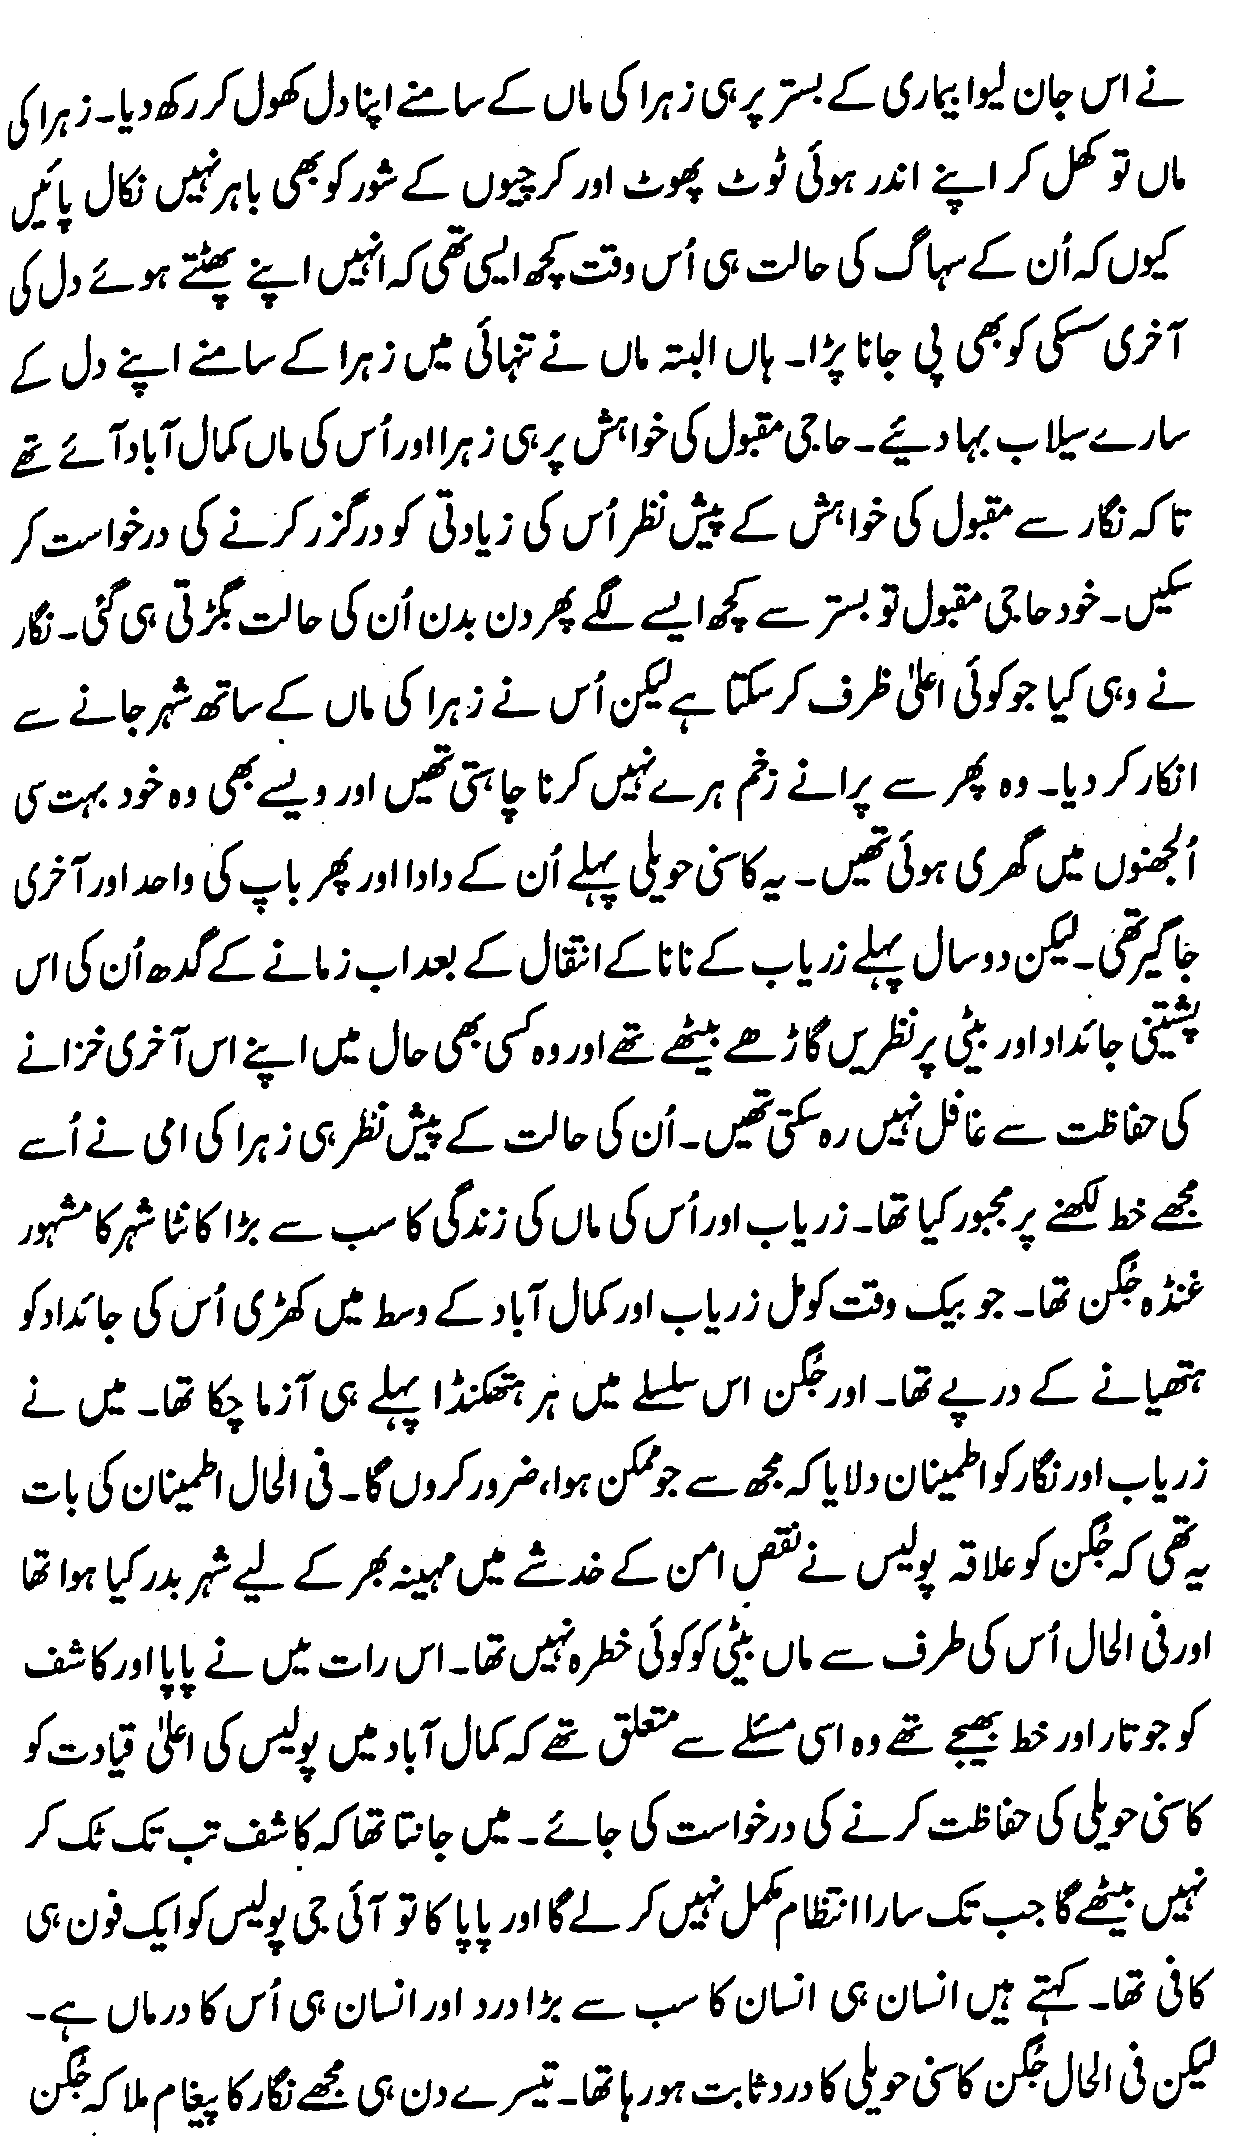 نے اس جان لیوا بیماری کے بستر پر ہی زہرا کی ماں کے سامنے اپنا دل کھول کر رکھ دیا۔ زہرا کی
ماں تو کھل کر اپنے اندر ہوئی ٹوٹ پھوٹ اور کرچیوں کے شور کو بھی باہر نہیں نکال پائیں
کیوں کہ اُن کے سہاگ کی حالت ہی اُس وقت کچھ ایسی تھی کہ انہیں اپنے پھٹتے ہوئے دل کی
آخری سسکی کو بھی پی جانا پڑا۔ ہاں البتہ ماں نے تنہائی میں زہرا کے سامنے اپنے دل کے
سارے سیلاب بہا دیئے۔ حاجی مقبول کی خواہش پر ہی زہرا اور اُس کی ماں کمال آباد آئے تھے
تاکہ نگار سے مقبول کی خواہش کے پیش نظر اُس کی زیادتی کو درگزر کرنے کی درخواست کر
سکیں۔ خود حاجی مقبول تو بستر سے کچھ ایسے لگے پھر دن بدن اُن کی حالت بگڑتی ہی گئی۔ نگار
نے وہی کیا جو کوئی اعلیٰ ظرف کر سکتا ہے لیکن اُس نے زہرا کی ماں کے ساتھ شہر جانے سے
انکار کر دیا۔ وہ پھر سے پرانے زخم ہرے نہیں کرنا چاہتی تھیں اور ویسے بھی وہ خود بہت سی
اُلجھنوں میں گھری ہوئی تھیں۔ یہ کاسنی حویلی پہلے اُن کے دادا اور پھر باپ کی واحد اور آخری
جاگیر تھی۔ لیکن دو سال پہلے زریاب کے نانا کے انتقال کے بعد اب زمانے کے گدھ اُن کی اس
پشتینی جائداد اور بیٹی پر نظریں گاڑھے بیٹھے تھے اور وہ کسی بھی حال میں اپنے اس آخری خزانے
کی حفاظت سے غافل نہیں رہ سکتی تھیں۔ اُن کی حالت کے پیش نظر ہی زہرا کی امی نے اُسے
مجھے خط لکھنے پر مجبور کیا تھا۔ زریاب اور اُس کی ماں کی زندگی کا سب سے بڑا کانٹا شہر کا مشہور
غنڈہ جُگن تھا۔ جو بیک وقت کومل زریاب اور کمال آباد کے وسط میں کھڑی اُس کی جائداد کو
ہتھیانے کے درپے تھا۔ اور جُگن اس سلسلے میں ہر ہتھکنڈا پہلے ہی آزما چکا تھا۔ میں نے
زریاب اور نگار کو اطمینان دلایا کہ مجھ سے جو ممکن ہوا، ضرور کروں گا۔ فی الحال اطمینان کی بات
یہ تھی کہ جُگن کو علاقہ پولیس نے نقص امن کے خدشے میں مہینہ بھر کے لیے شہر بدر کیا ہوا تھا
اور فی الحال اُس کی طرف سے ماں بیٹی کو کوئی خطرہ نہیں تھا۔ اس رات میں نے پاپا اور کاشف
کو جو تار اور خط بھیجے تھے وہ اسی مسئلے سے متعلق تھے کہ کمال آباد میں پولیس کی اعلیٰ قیادت کو
کاسنی حویلی کی حفاظت کرنے کی درخواست کی جائے۔ میں جانتا تھا کہ کاشف تب تک ٹک کر
نہیں بیٹھے گا جب تک سارا انتظام مکمل نہیں کر لے گا اور پاپا کا تو آئی جی پولیس کو ایک فون ہی
کافی تھا۔ کہتے ہیں انسان ہی انسان کا سب سے بڑا درد اور انسان ہی اُس کا درماں ہے۔
لیکن فی الحال جُگن کاسنی حویلی کا درد ثابت ہو رہا تھا۔ تیسرے دن ہی مجھے نگار کا پیغام ملا کہ جُگن